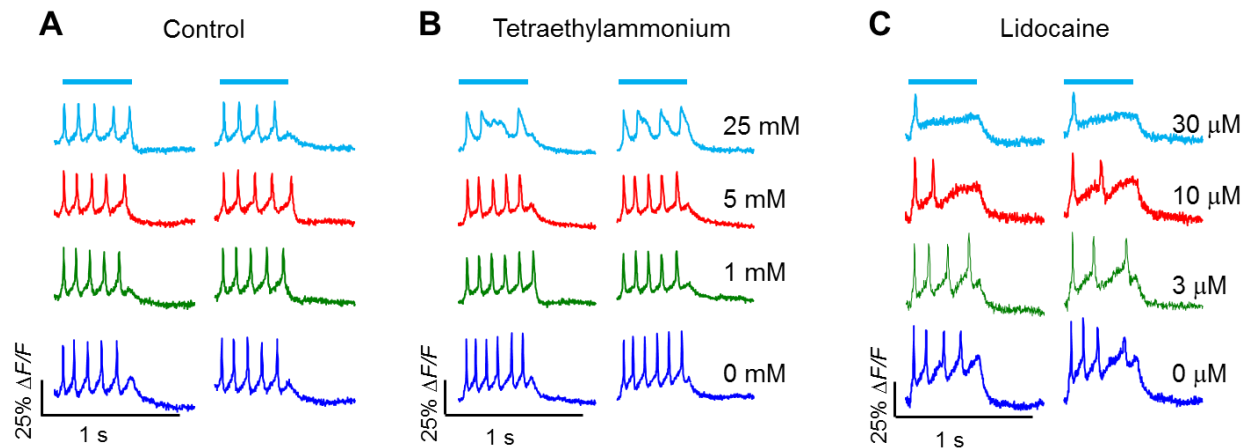 A
Control
25% ΔF/F
1 s
B
Tetraethylammonium
25 mM
5 mM
1 mM
0 mM
25% ΔF/F
1 s
C
Lidocaine
30 μM
10 μM
3 μM
0 μM
25% ΔF/F
1 s